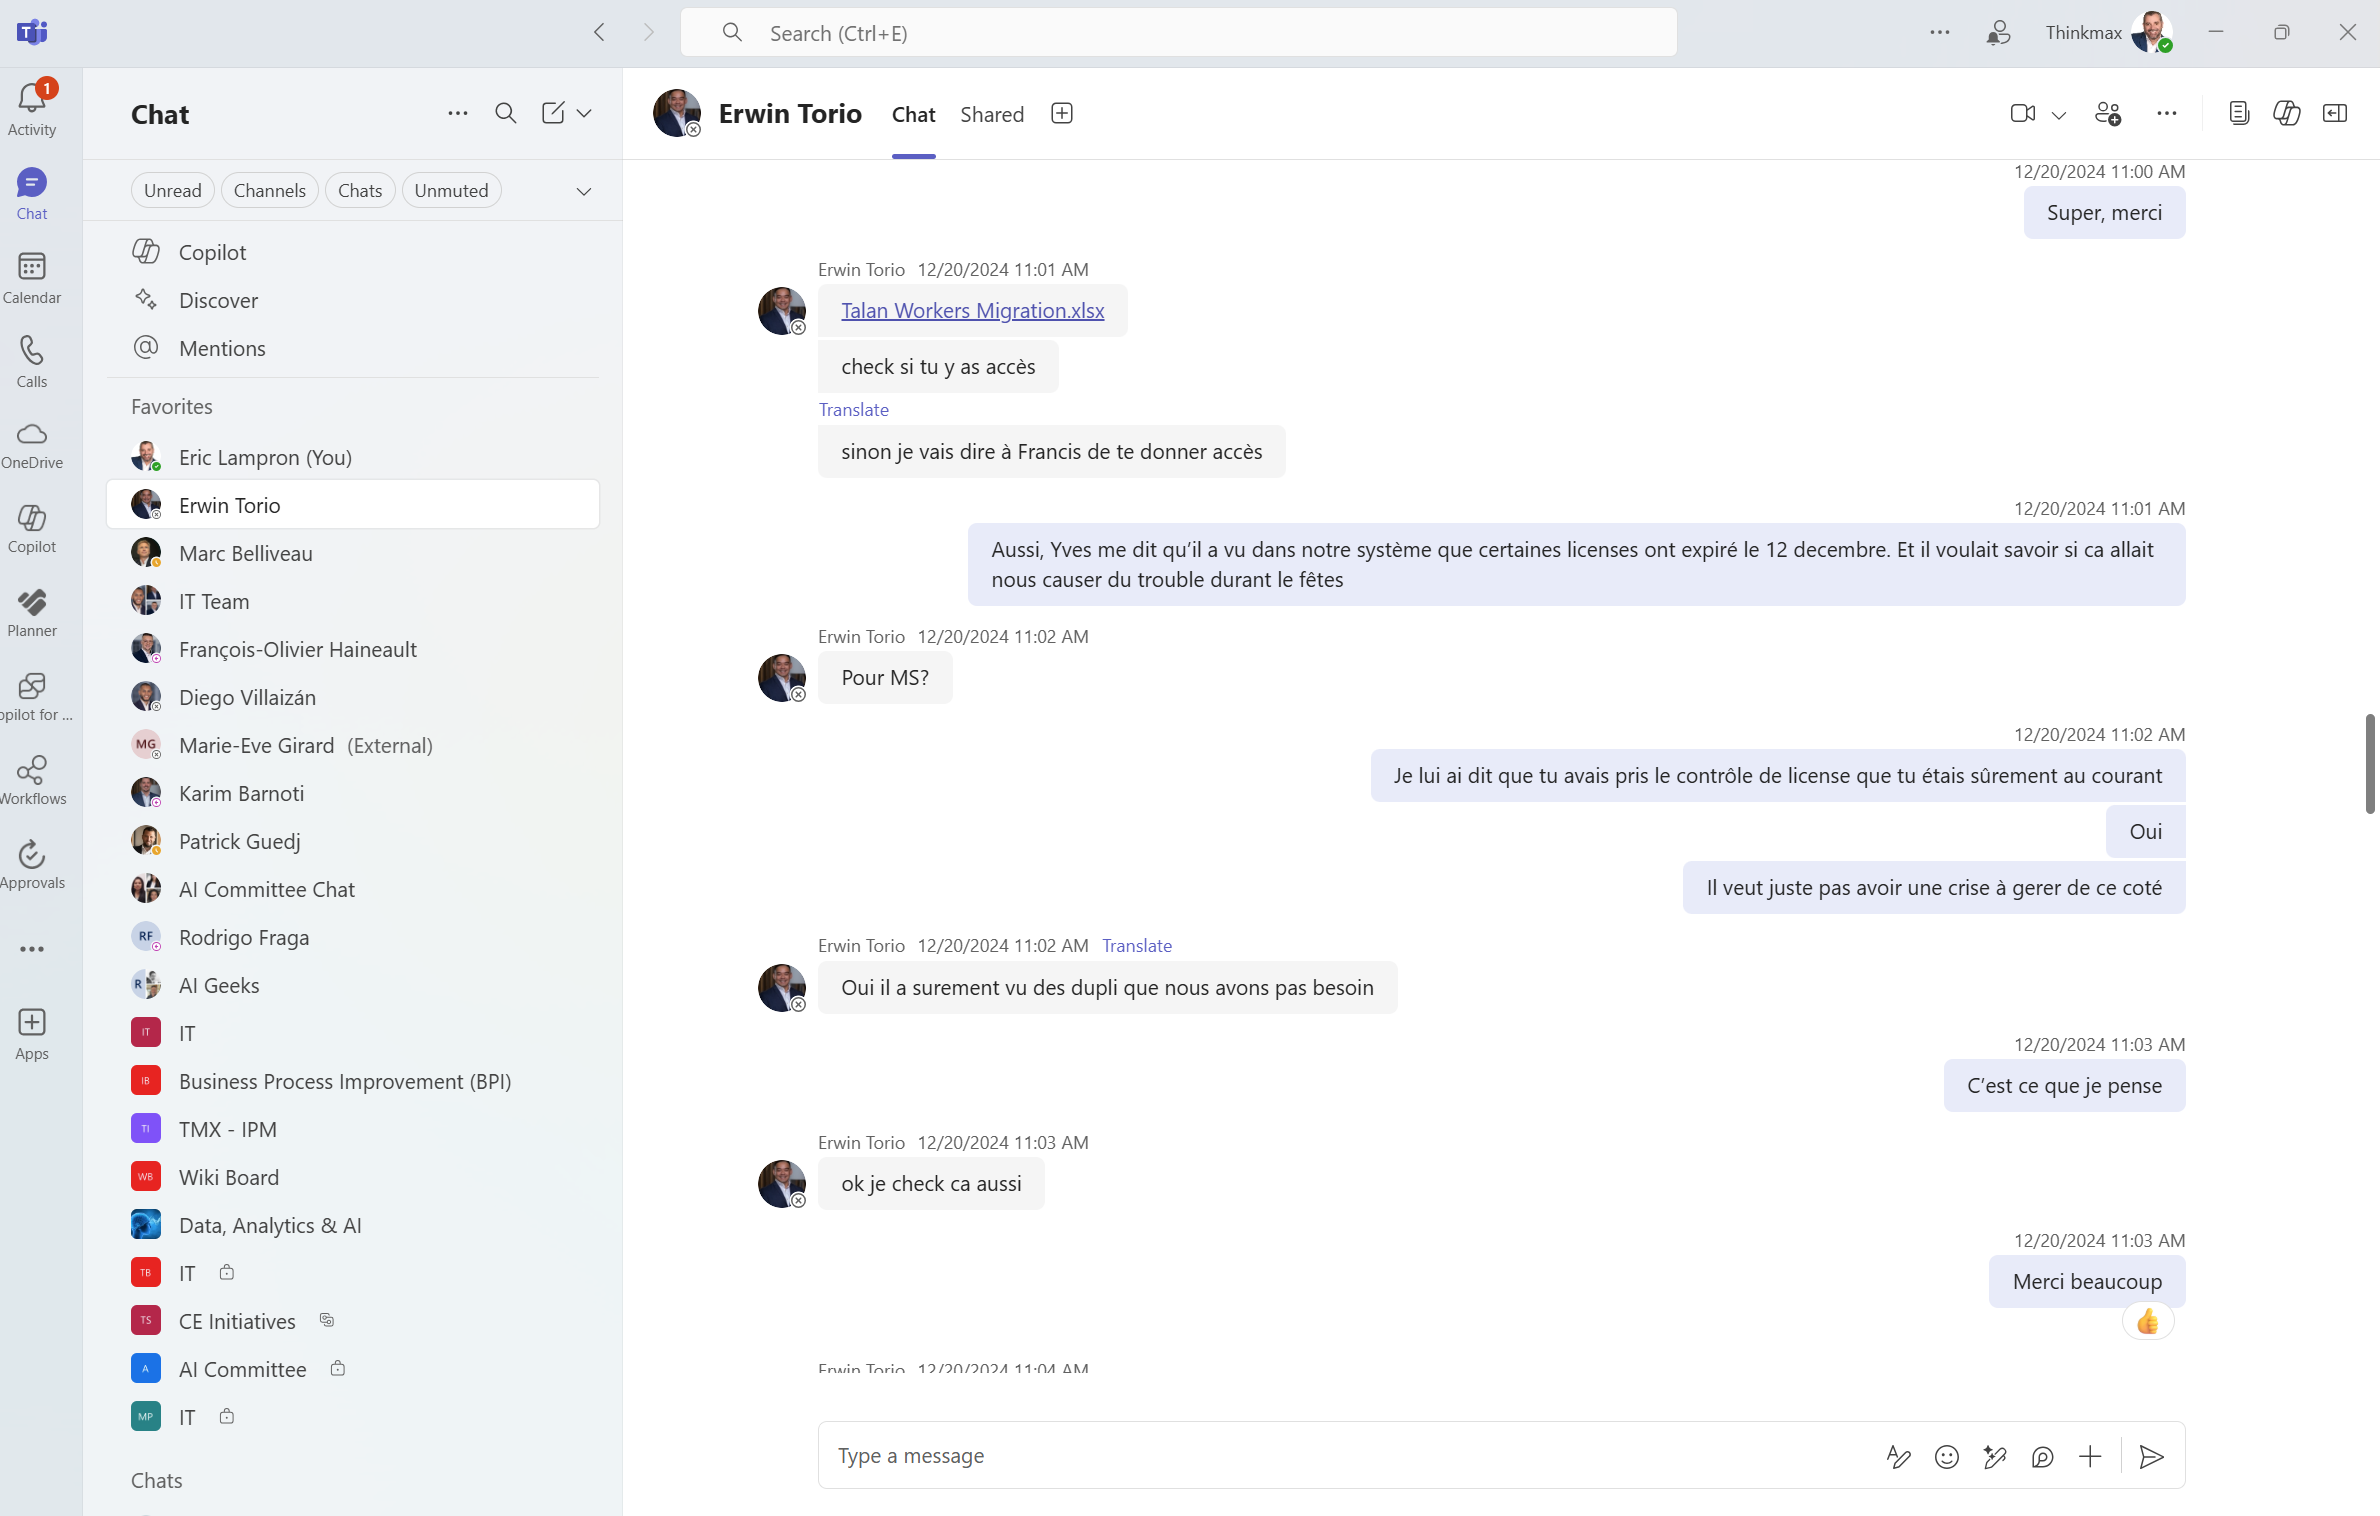 Search (Ctrl+E)
Thinkmax
1
Activity
Chat
Calendar
Calls
OneDrive
Copilot
Planner
opilot for ...
Workflows
Approvals
Apps
Chat
Unread
Channels
Chats
Unmuted
Copilot
Discover
Mentions
Favorites
Eric Lampron (You)
Erwin Torio
Marc Belliveau
IT Team
François-Olivier Haineault
Diego Villaizán
MG
Marie-Eve Girard (External)
Karim Barnoti
Patrick Guedj
AI Committee Chat
RF
Rodrigo Fraga
R
AI Geeks
IT
IT
IB
Business Process Improvement (BPI)
TI
TMX - IPM
WB
Wiki Board
Data, Analytics & AI
TB
IT
TS
CE Initiatives
A
AI Committee
MP
IT
Chats
Erwin Torio
Chat
Shared
12/20/2024 11:00 AM
Super, merci
Erwin Torio 12/20/2024 11:01 AM
Talan Workers Migration.xlsx
check si tu y as accès
Translate
sinon je vais dire à Francis de te donner accès
12/20/2024 11:01 AM
Aussi, Yves me dit qu’il a vu dans notre système que certaines licenses ont expiré le 12 decembre. Et il voulait savoir si ca allait
nous causer du trouble durant le fêtes
Erwin Torio 12/20/2024 11:02 AM
Pour MS?
12/20/2024 11:02 AM
Je lui ai dit que tu avais pris le contrôle de license que tu étais sûrement au courant
Oui
Il veut juste pas avoir une crise à gerer de ce coté
Erwin Torio 12/20/2024 11:02 AM Translate
Oui il a surement vu des dupli que nous avons pas besoin
12/20/2024 11:03 AM
C’est ce que je pense
Erwin Torio 12/20/2024 11:03 AM
ok je check ca aussi
12/20/2024 11:03 AM
Merci beaucoup
Erwin Torio 12/20/2024 11:04 AM
Type a message